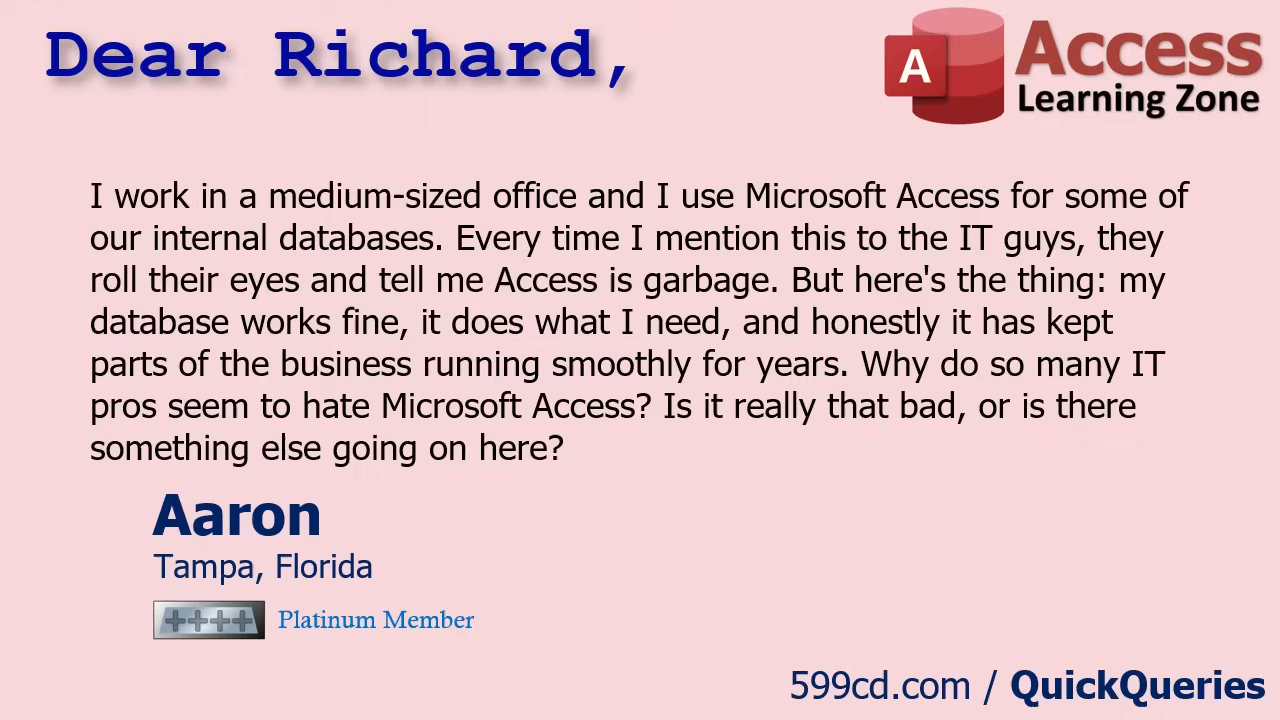 Dear Richard,
A
Access
Learning Zone
I work in a medium-sized office and I use Microsoft Access for some of
our internal databases. Every time I mention this to the IT guys, they
roll their eyes and tell me Access is garbage. But here's the thing: my
database works fine, it does what I need, and honestly it has kept
parts of the business running smoothly for years. Why do so many IT
pros seem to hate Microsoft Access? Is it really that bad, or is there
something else going on here?
Aaron
Tampa, Florida
++++ Platinum Member
599cd.com / QuickQueries